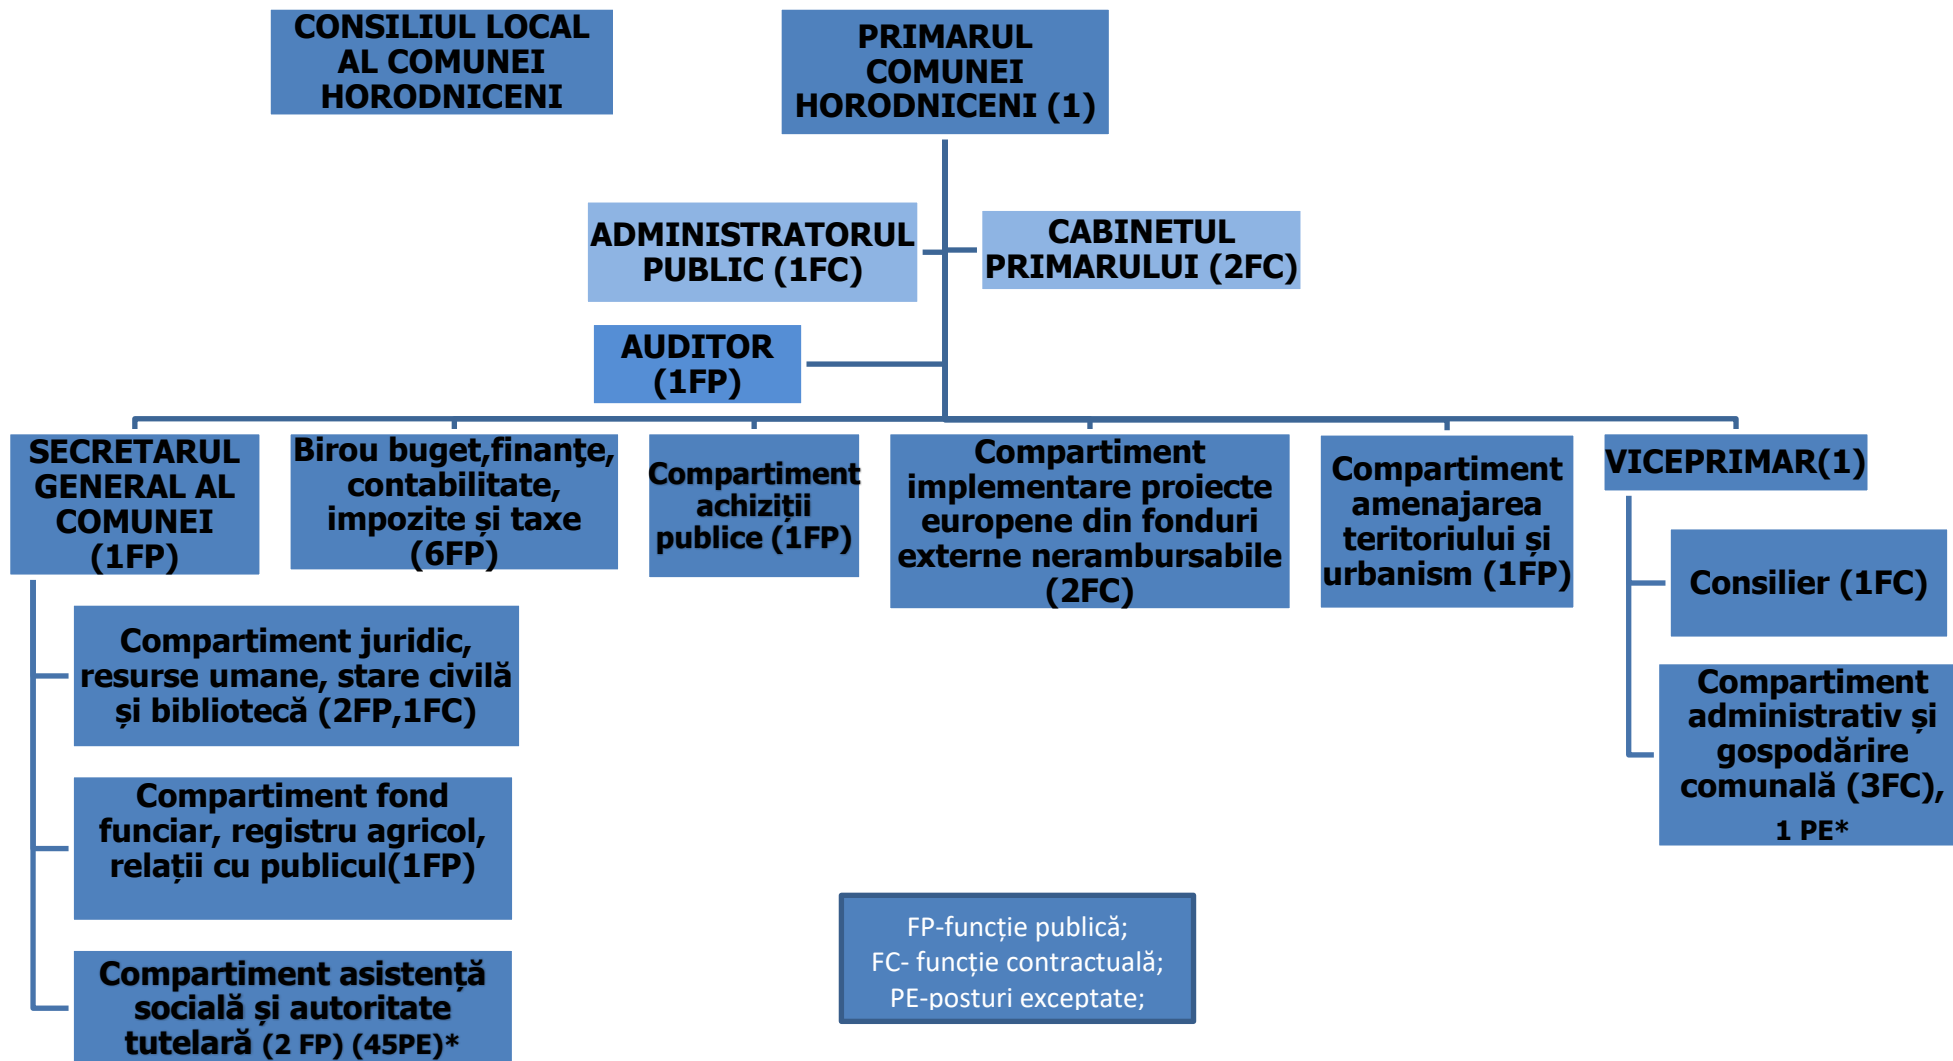 CONSILIUL LOCAL
AL COMUNEI
HORODNICENI
PRIMARUL
COMUNEI
HORODNICENI (1)
ADMINISTRATORUL
PUBLIC (1FC)
CABINETUL
PRIMARULUI (2FC)
AUDITOR
(1FP)
SECRETARUL
GENERAL AL
COMUNEI
(1FP)
Birou buget,finanţe,
contabilitate,
impozite și taxe
(6FP)
Compartiment
achiziții
publice (1FP)
Compartiment
implementare proiecte
europene din fonduri
externe nerambursabile
(2FC)
Compartiment
amenajarea
teritoriului și
urbanism (1FP)
VICEPRIMAR(1)
Compartiment juridic,
resurse umane, stare civilă
și bibliotecă (2FP,1FC)
Compartiment fond
funciar, registru agricol,
relații cu publicul(1FP)
Compartiment asistență
socială și autoritate
tutelară (2 FP) (45PE)*
Consilier (1FC)
Compartiment
administrativ și
gospodărire
comunală (3FC),
1 PE*
FP-funcție publică;
FC- funcție contractuală;
PE-posturi exceptate;